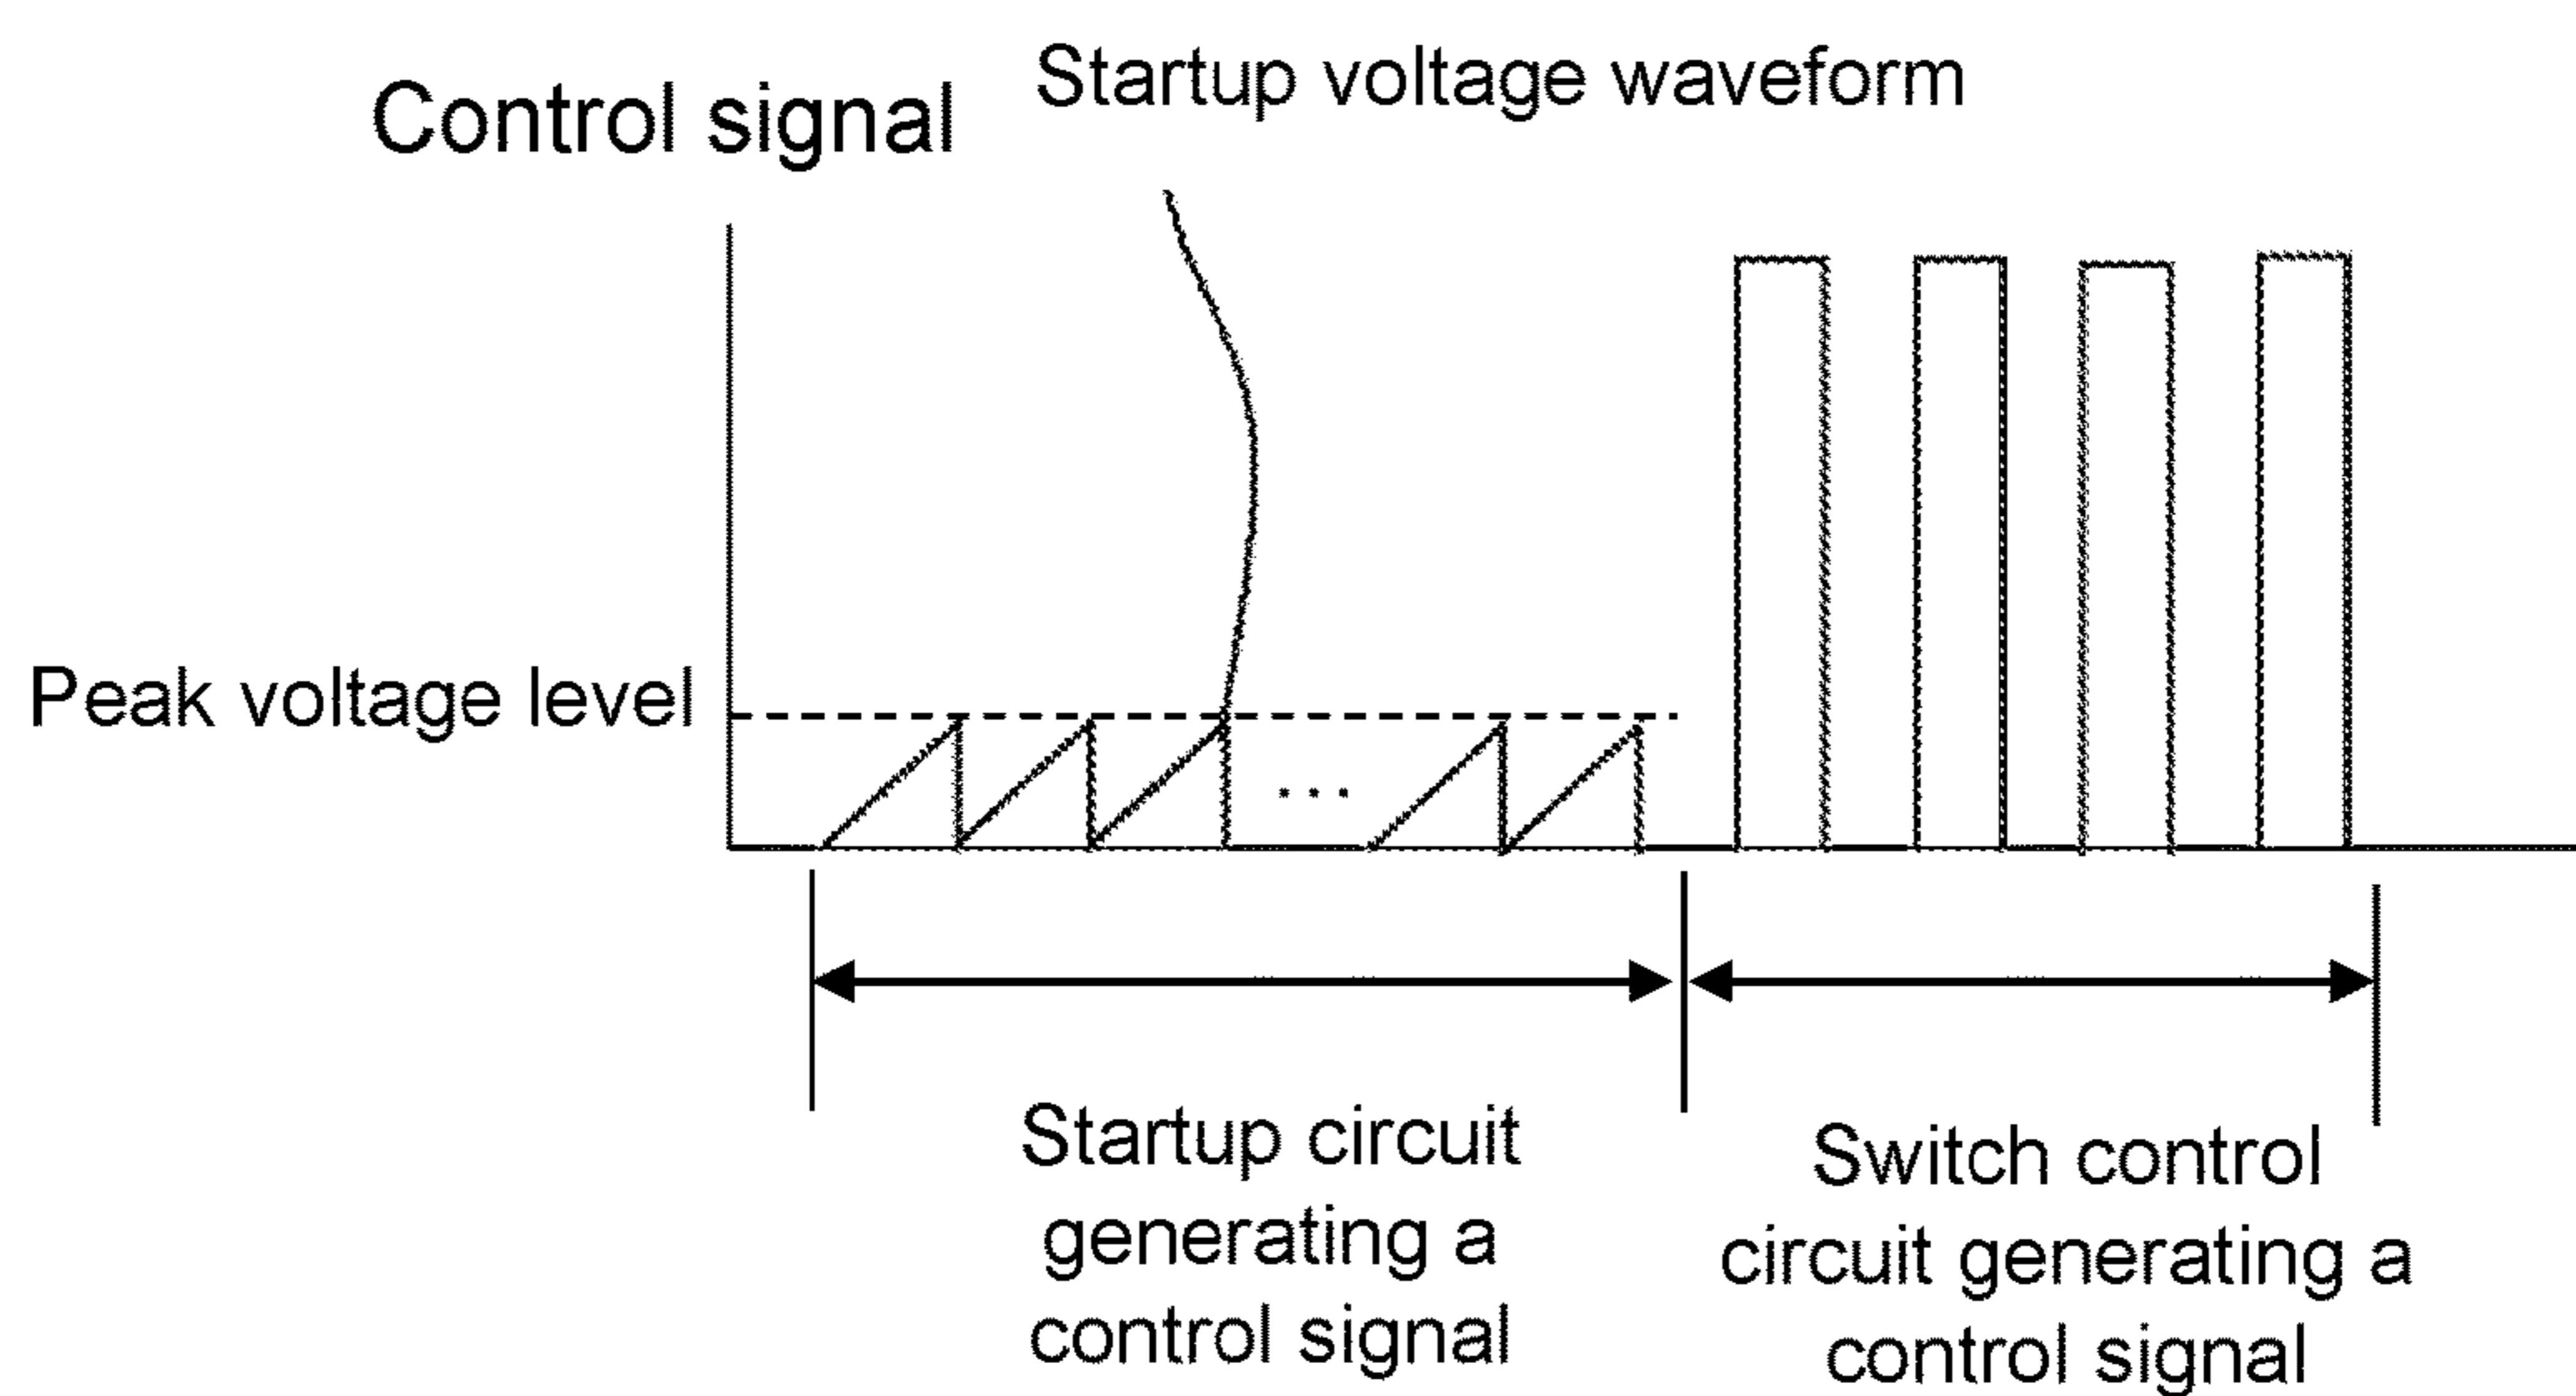 Control signal
Startup voltage waveform
Peak voltage level
...
Startup circuit
generating a
control signal
Switch control
circuit generating a
control signal